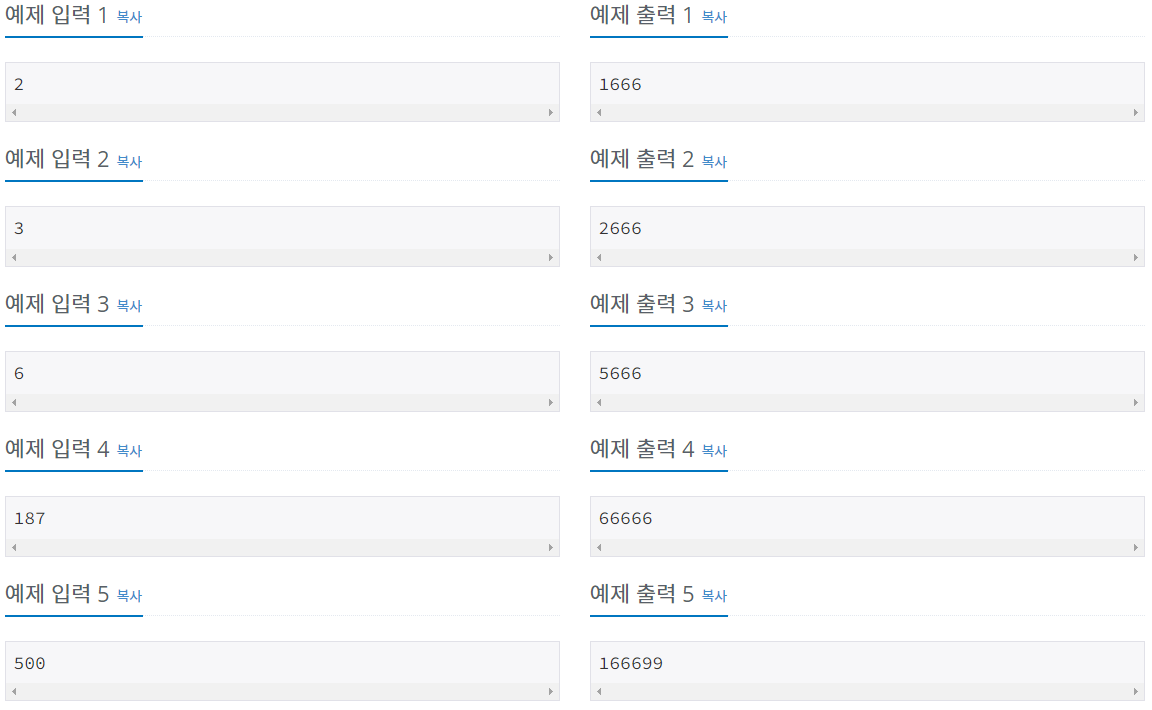 예제 입력 1 복사
예제 출력 1 복사
2
1666
예제 입력 2 복사
예제 출력 2 복사
3
2666
예제 입력 3 복사
예제 출력 3 복사
6
5666
예제 입력 4 복사
예제 출력 4 복사
187
66666
예제 입력 5 복사
예제 출력 5 복사
500
166699